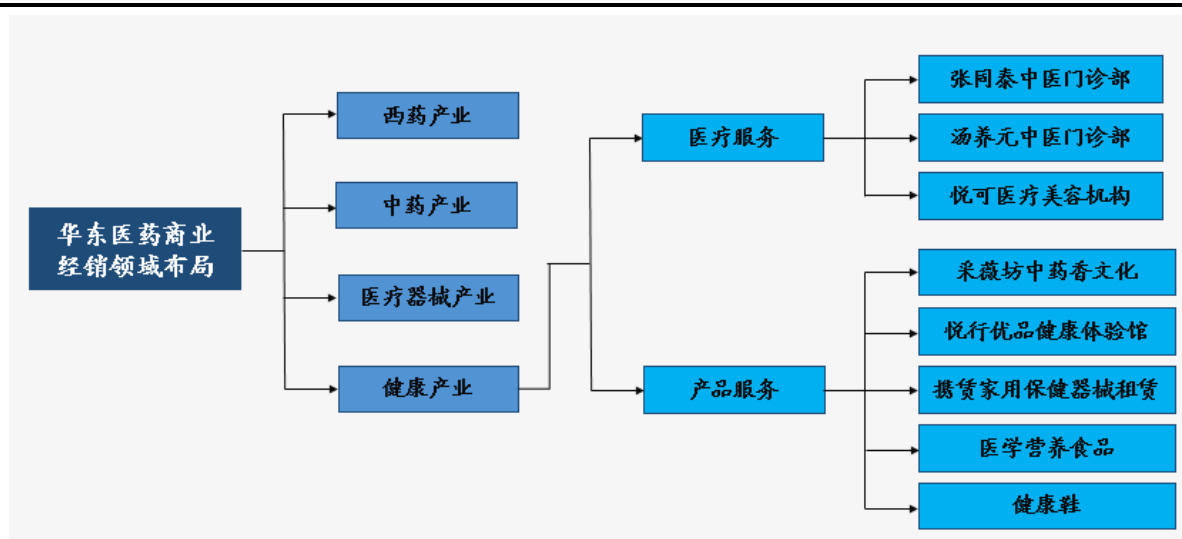 华东医药商业
经销领域布局
西药产业
中药产业
医疗器械产业
健康产业
医疗服务
产品服务
张同泰中医门诊部
汤养元中医门诊部
悦可医疗美容机构
采薇坊中药香文化
悦行优品健康体验馆
携赁家用保健器械租赁
医学营养食品
健康鞋